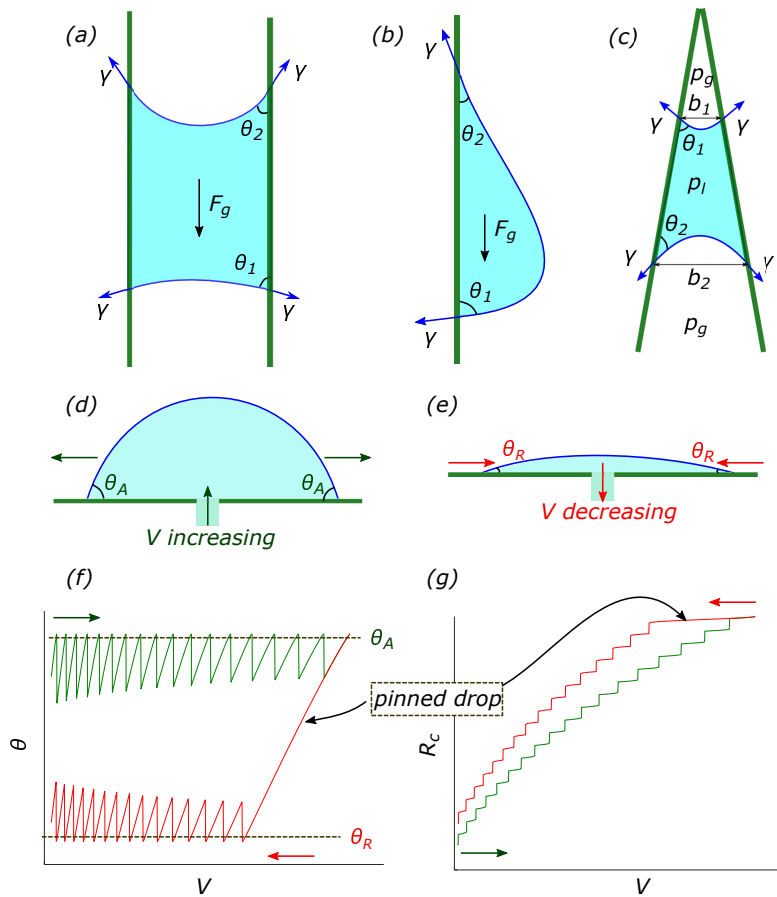 (a)
γ
γ
θ2
Fg
θ1
γ
γ
(b)
γ
θ2
Fg
θ1
γ
(c)
pg
b1
γ
γ
θ1
pl
θ2
γ
γ
b2
pg
(d)
θA
θA
V increasing
(e)
θR
θR
V decreasing
(f)
θA
θ
θR
V
pinned drop
(g)
Rc
V